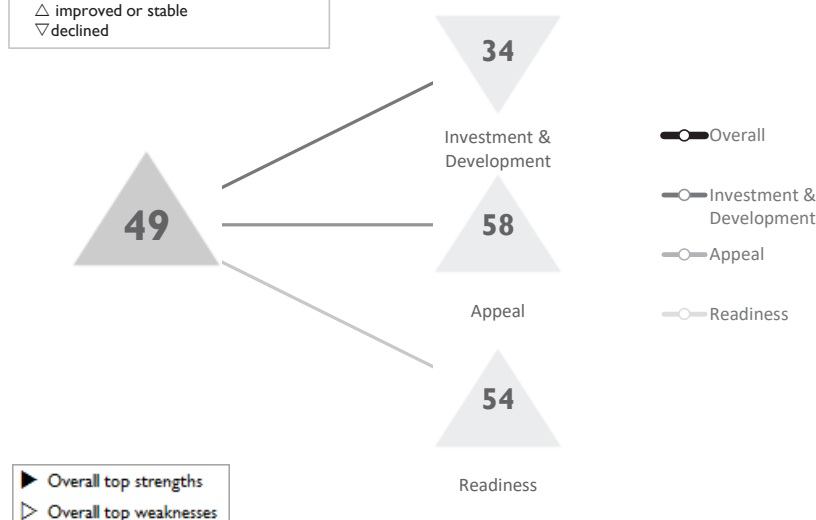 △ improved or stable
▽ declined
34
Investment &
Development
49
58
Appeal
54
Readiness
Overall
Investment &
Development
Appeal
Readiness
▶ Overall top strengths
▷ Overall top weaknesses